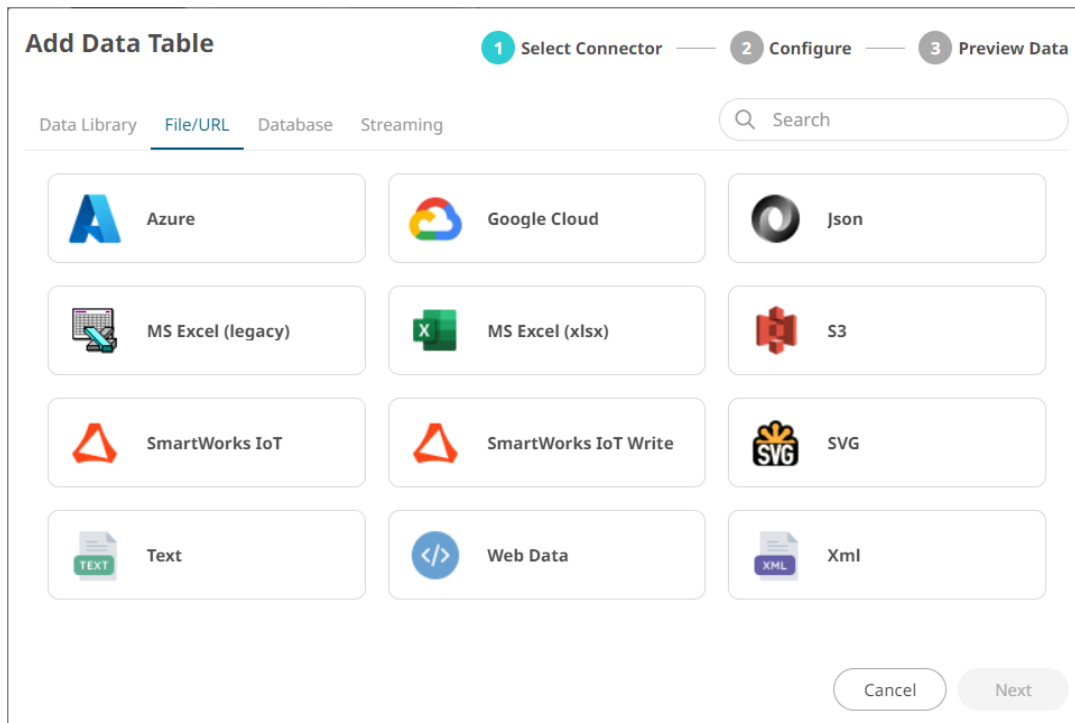 Add Data Table
1 Select Connector 2 Configure 3 Preview Data
Data Library File/URL Database Streaming Search
Azure Google Cloud Json
MS Excel (legacy) X MS Excel (xlsx) S3
SmartWorks IoT SmartWorks IoT Write SVG SVG
TEXT Text </> Web Data XML Xml
Cancel Next